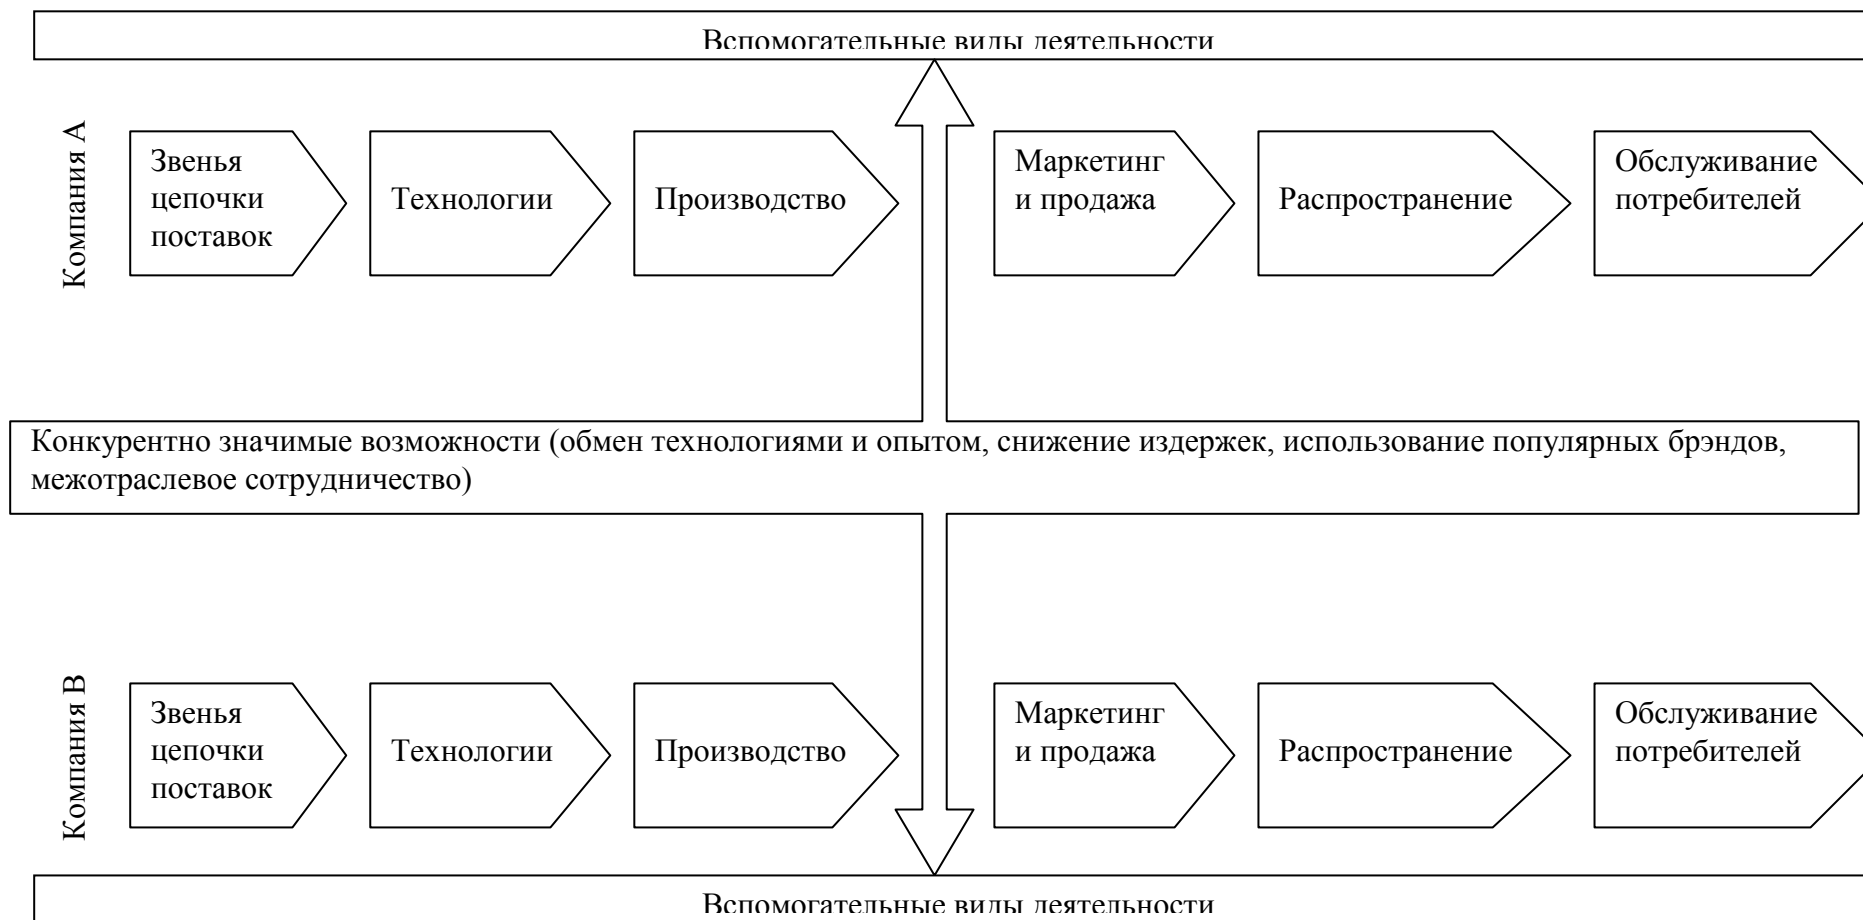 Вспомогательные виды деятельности
Компания А
Звенья
цепочки
поставок
Технологии
Производство
Маркетинг
и продажа
Распространение
Обслуживание
потребителей
Конкурентно значимые возможности (обмен технологиями и опытом, снижение издержек, использование популярных брэндов,
межотраслевое сотрудничество)
Компания В
Звенья
цепочки
поставок
Технологии
Производство
Маркетинг
и продажа
Распространение
Обслуживание
потребителей
Вспомогательные виды деятельности